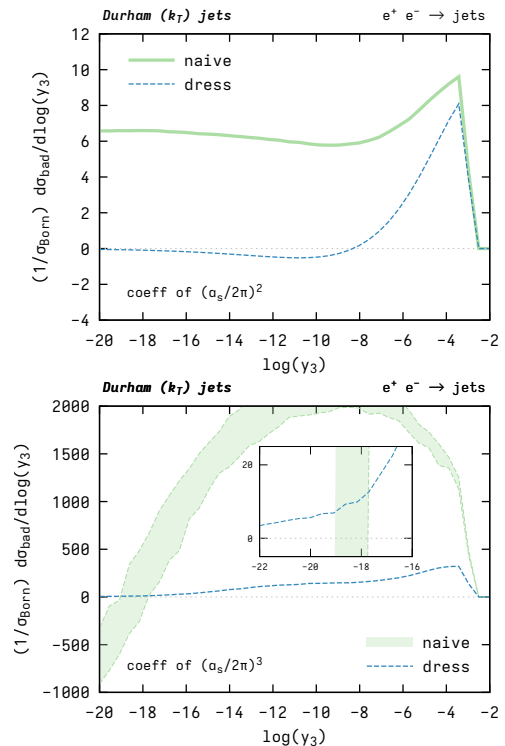 Durham (kT) jets    e+ e− → jets
12
10
8
6
4
2
0
−2
−4
(1/σBorn) dσbad/dlog(y3)
naive
dress
coeff of (αs/2π)2
−20 −18 −16 −14 −12 −10 −8 −6 −4 −2
log(y3)
Durham (kT) jets    e+ e− → jets
2000
1500
1000
500
0
−500
−1000
(1/σBorn) dσbad/dlog(y3)
20
0
−22 −20 −18 −16
naive
dress
coeff of (αs/2π)3
−20 −18 −16 −14 −12 −10 −8 −6 −4 −2
log(y3)